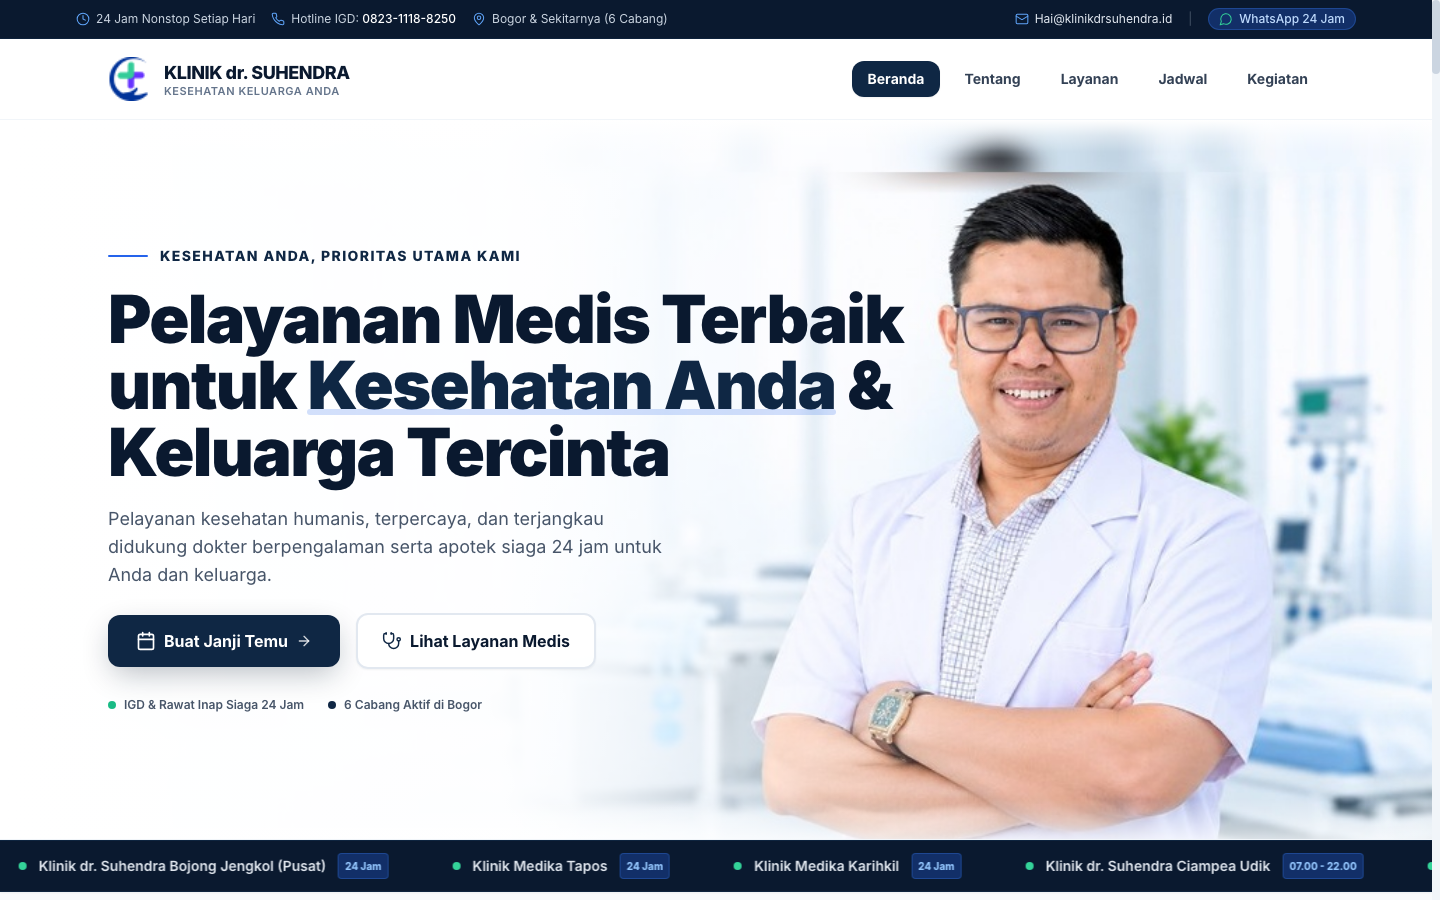 24 Jam Nonstop Setiap Hari
Hotline IGD: 0823-1118-8250
Bogor & Sekitarnya (6 Cabang)
Hai@klinikdrsuhendra.id
WhatsApp 24 Jam
KLINIK dr. SUHENDRA
KESEHATAN KELUARGA ANDA
Beranda
Tentang
Layanan
Jadwal
Kegiatan
KESEHATAN ANDA, PRIORITAS UTAMA KAMI
Pelayanan Medis Terbaik
untuk Kesehatan Anda &
Keluarga Tercinta
Pelayanan kesehatan humanis, terpercaya, dan terjangkau
didukung dokter berpengalaman serta apotek siaga 24 jam untuk
Anda dan keluarga.
Buat Janji Temu
Lihat Layanan Medis
IGD & Rawat Inap Siaga 24 Jam
6 Cabang Aktif di Bogor
Klinik dr. Suhendra Bojong Jengkol (Pusat) 24 Jam
Klinik Medika Tapos 24 Jam
Klinik Medika Karihkil 24 Jam
Klinik dr. Suhendra Ciampea Udik 07.00 - 22.00